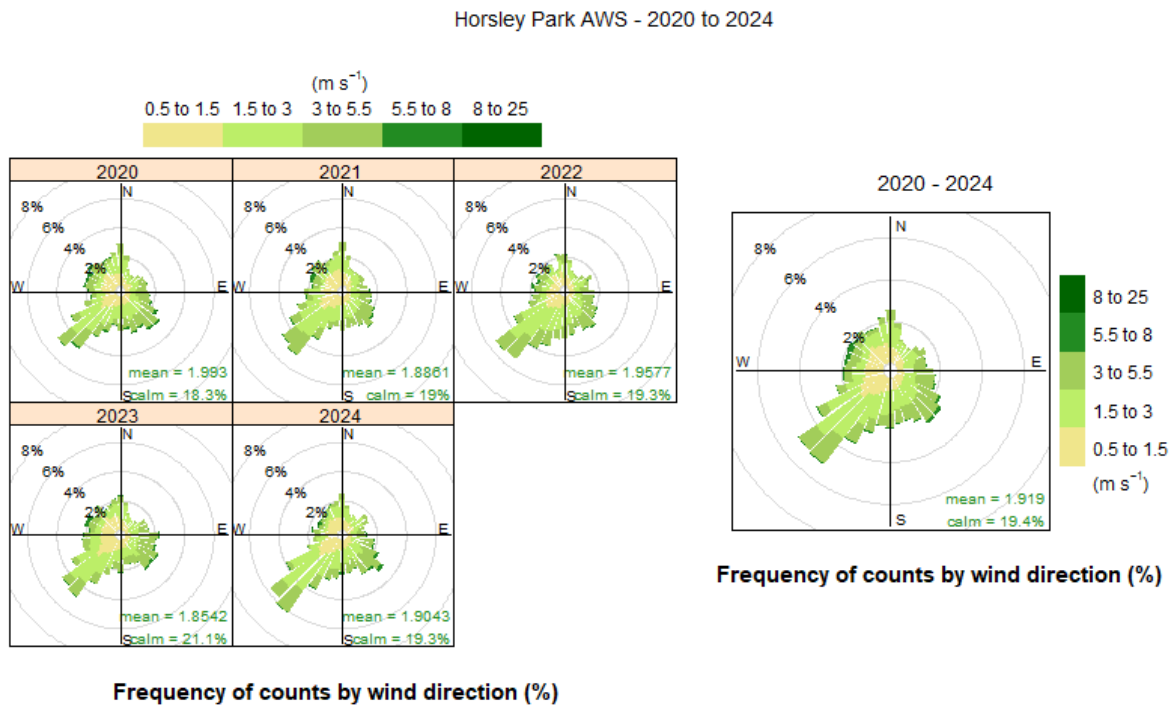 Horsley Park AWS - 2020 to 2024
(m s⁻¹)
0.5 to 1.5 1.5 to 3 3 to 5.5 5.5 to 8 8 to 25
2020 2021 2022
N
8%
6%
4%
2%
W E
S
mean = 1.993
calm = 18.3%
N
8%
6%
4%
2%
W E
S
mean = 1.8861
calm = 19%
N
8%
6%
4%
2%
W E
S
mean = 1.9577
calm = 19.3%
2023 2024
N
8%
6%
4%
2%
W E
S
mean = 1.8542
calm = 21.1%
N
8%
6%
4%
2%
W E
S
mean = 1.9043
calm = 19.3%
Frequency of counts by wind direction (%)
2020 - 2024
N
8%
6%
4%
2%
W E
S
mean = 1.919
calm = 19.4%
8 to 25
5.5 to 8
3 to 5.5
1.5 to 3
0.5 to 1.5
(m s⁻¹)
Frequency of counts by wind direction (%)